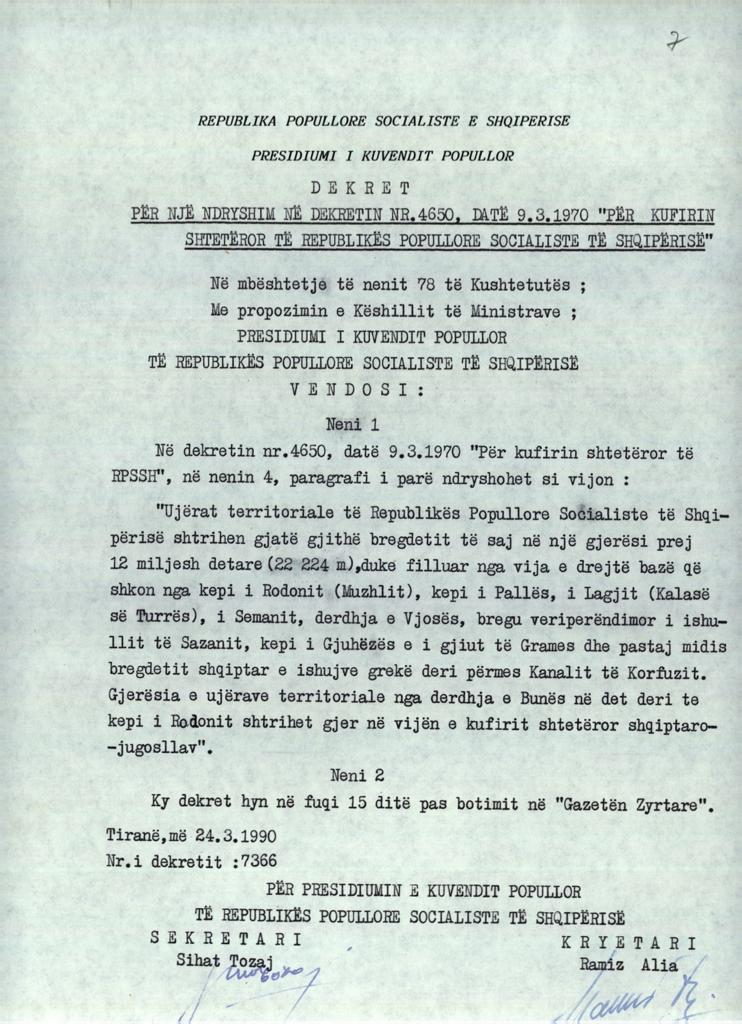 7
REPUBLIKA POPULLORE SOCIALISTE E SHQIPERISE
PRESIDIUMI I KUVENDIT POPULLOR
D E K R E T
PËR NJË NDRYSHIM NË DEKRETIN NR.4650, DATË 9.3.1970 "PËR KUFIRIN
SHTETËROR TË REPUBLIKËS POPULLORE SOCIALISTE TË SHQIPËRISË"
Në mbështetje të nenit 78 të Kushtetutës ;
Me propozimin e Këshillit të Ministrave ;
PRESIDIUMI I KUVENDIT POPULLOR
TË REPUBLIKËS POPULLORE SOCIALISTE TË SHQIPËRISË
V E N D O S I :
Neni 1
Në dekretin nr.4650, datë 9.3.1970 "Për kufirin shtetëror të
RPSSH", në nenin 4, paragrafi i parë ndryshohet si vijon :
"Ujërat territoriale të Republikës Popullore Socialiste të Shqi-
përisë shtrihen gjatë gjithë bregdetit të saj në një gjerësi prej
12 miljesh detare (22 224 m),duke filluar nga vija e drejtë bazë që
shkon nga kepi i Rodonit (Muzhlit), kepi i Pallës, i Lagjit (Kalasë
së Turrës), i Semanit, derdhja e Vjosës, bregu veriperëndimor i ishu-
llit të Sazanit, kepi i Gjuhëzës e i gjiut të Grames dhe pastaj midis
bregdetit shqiptar e ishujve grekë deri përmes Kanalit të Korfuzit.
Gjerësia e ujërave territoriale nga derdhja e Bunës në det deri te
kepi i Rodonit shtrihet gjer në vijën e kufirit shtetëror shqiptaro-
-jugosllav".
Neni 2
Ky dekret hyn në fuqi 15 ditë pas botimit në "Gazetën Zyrtare".
Tiranë,më 24.3.1990
Nr.i dekretit :7366
PËR PRESIDIUMIN E KUVENDIT POPULLOR
TË REPUBLIKËS POPULLORE SOCIALISTE TË SHQIPËRISË
S E K R E T A R I K R Y E T A R I
Sihat Tozaj Ramiz Alia